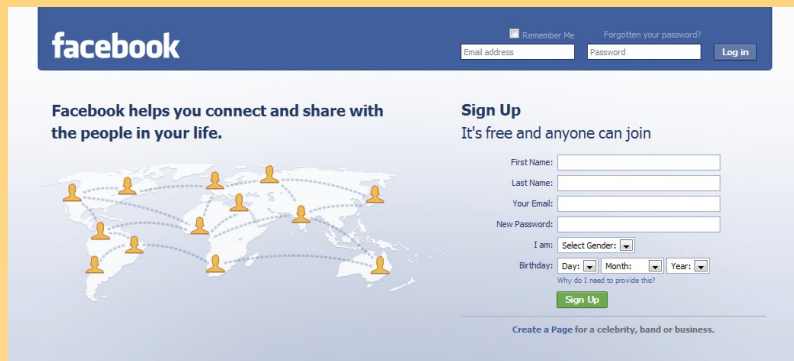 facebook
Remember Me
Forgotten your password?
Email address
Password
Log in
Facebook helps you connect and share with
the people in your life.
Sign Up
It's free and anyone can join
First Name:
Last Name:
Your Email:
New Password:
I am: Select Gender:
Birthday: Day: Month: Year:
Why do I need to provide this?
Sign Up
Create a Page for a celebrity, band or business.